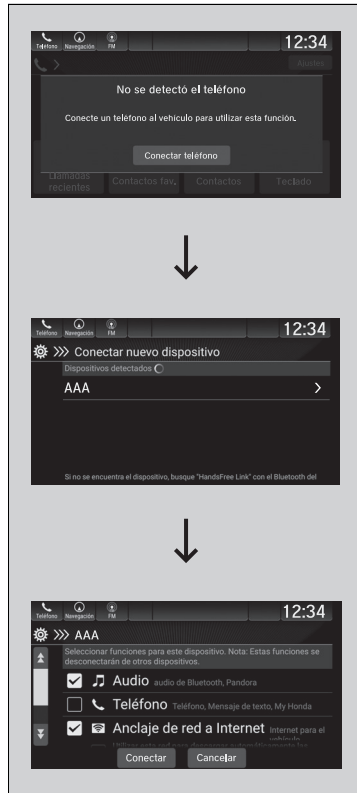 Teléfono Navegación FM 12:34
Ajustes
No se detectó el teléfono
Conecte un teléfono al vehículo para utilizar esta función.
Conectar teléfono
Llamadas recientes
Contactos fav.
Contactos
Teclado
Teléfono Navegación FM 12:34
Conectar nuevo dispositivo
Dispositivos detectados
AAA
Si no se encuentra el dispositivo, busque "HandsFree Link" con el Bluetooth del
Teléfono Navegación FM 12:34
AAA
Seleccionar funciones para este dispositivo. Nota: Estas funciones se
desconectarán de otros dispositivos.
Audio audio de Bluetooth, Pandora
Teléfono Teléfono, Mensaje de texto, My Honda
Anclaje de red a Internet Internet para el
vehículo
Conectar Cancelar